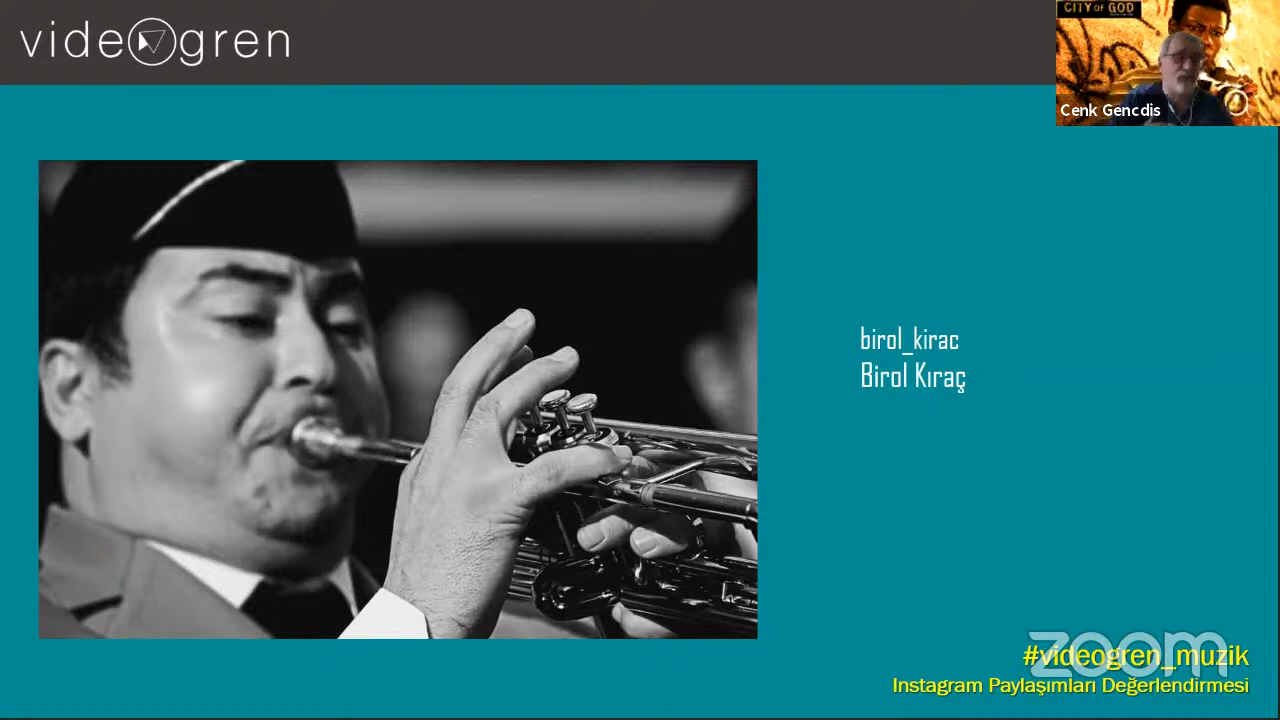 videogren
CITY OF GOD
Cenk Gencdis
birol_kirac
Birol Kıraç
zoom
#videogren_muzik
Instagram Paylaşımları Değerlendirmesi